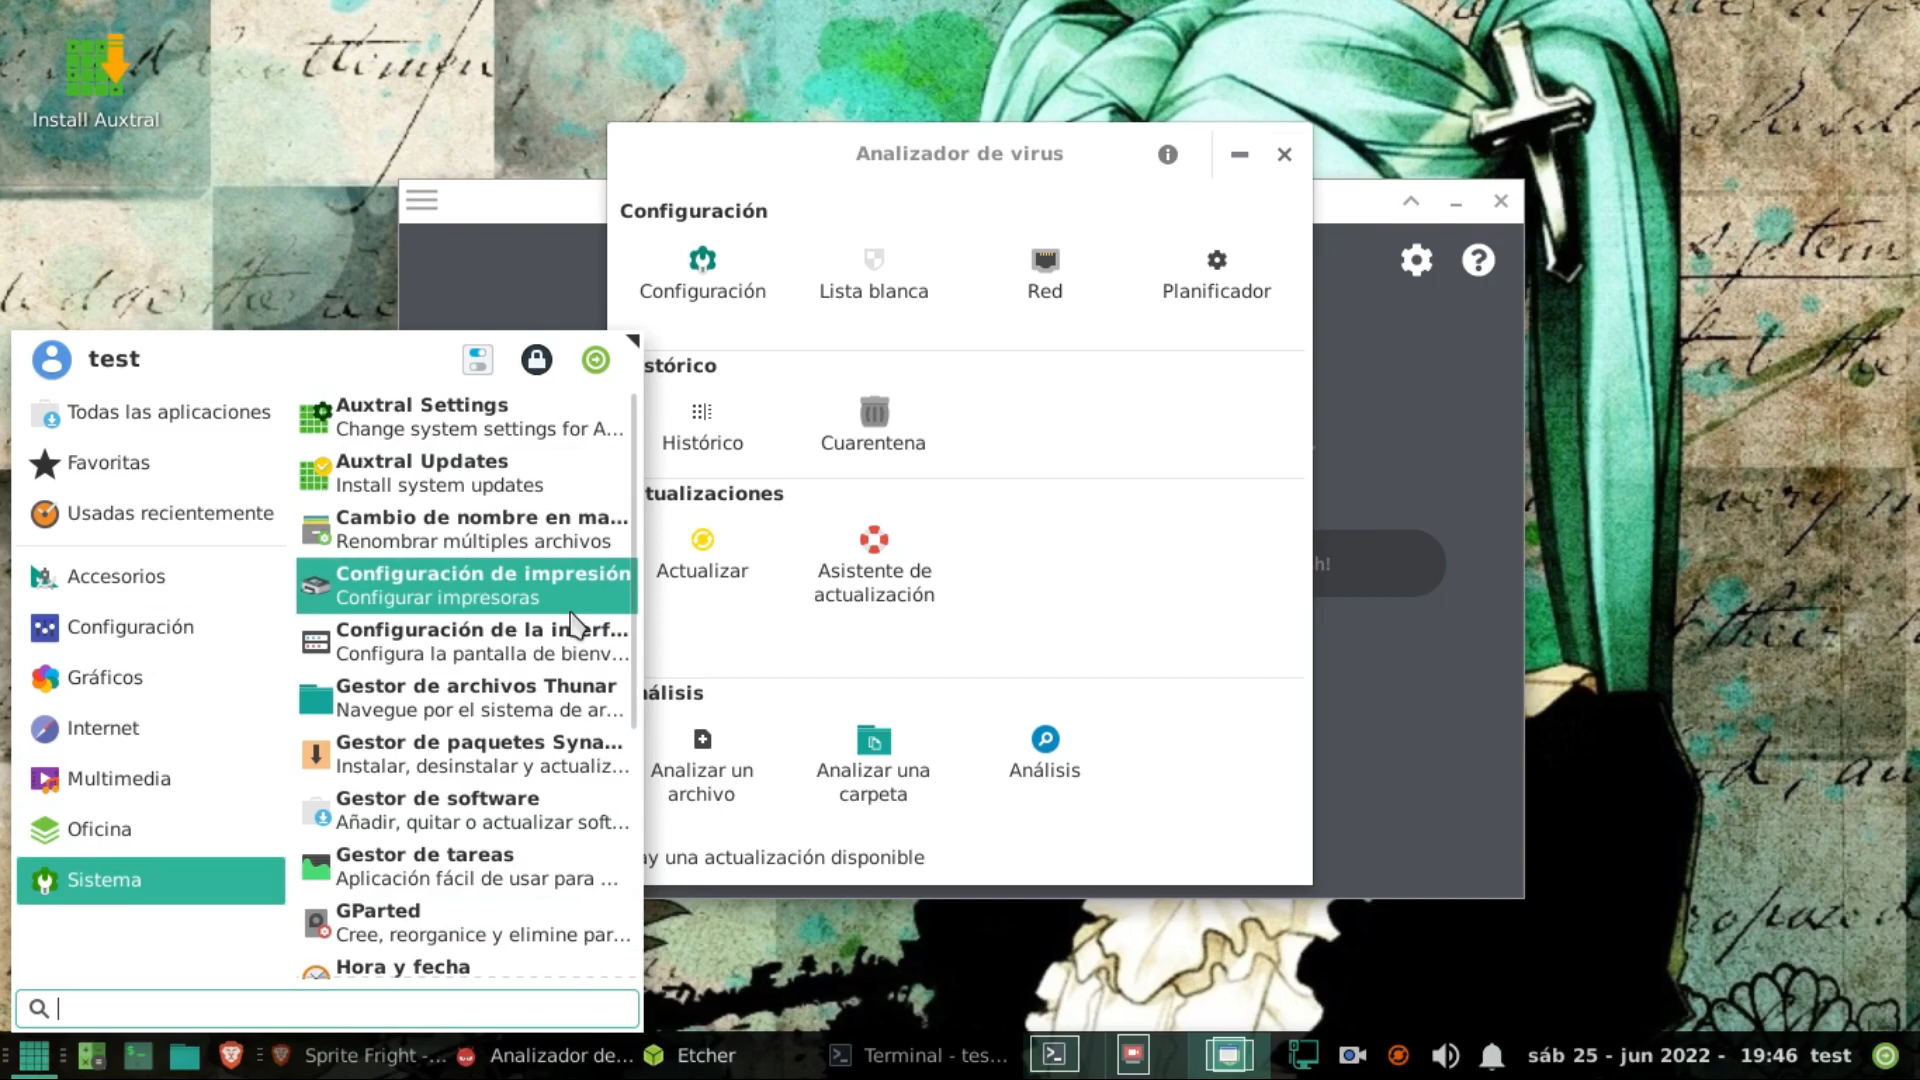 Install Auxtral
Analizador de virus
Configuración
Configuración
Lista blanca
Red
Planificador
stórico
Histórico
Cuarentena
tualizaciones
Actualizar
Asistente de
actualización
nálisis
Analizar un
archivo
Analizar una
carpeta
Análisis
ay una actualización disponible
h!
test
Todas las aplicaciones
Favoritas
Usadas recientemente
Accesorios
Configuración
Gráficos
Internet
Multimedia
Oficina
Sistema
Auxtral Settings
Change system settings for A...
Auxtral Updates
Install system updates
Cambio de nombre en ma...
Renombrar múltiples archivos
Configuración de impresión
Configurar impresoras
Configuración de la interf...
Configura la pantalla de bienv...
Gestor de archivos Thunar
Navegue por el sistema de ar...
Gestor de paquetes Syna...
Instalar, desinstalar y actualiz...
Gestor de software
Añadir, quitar o actualizar soft...
Gestor de tareas
Aplicación fácil de usar para ...
GParted
Cree, reorganice y elimine par...
Hora y fecha
Sprite Fright -...
Analizador de...
Etcher
Terminal - tes...
sáb 25 - jun 2022 - 19:46 test